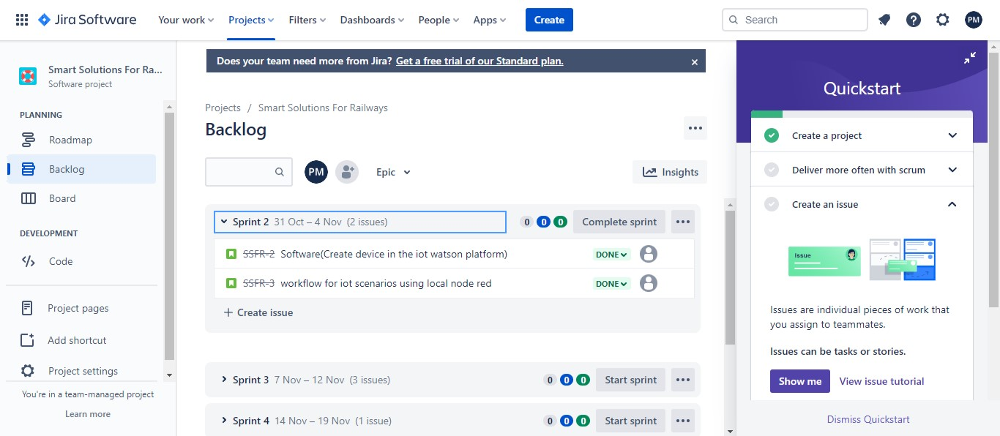 Jira Software
Your work
Projects
Filters
Dashboards
People
Apps
Create
Search
PM
Smart Solutions For Ra...
Software project
PLANNING
Roadmap
Backlog
Board
DEVELOPMENT
Code
Project pages
Add shortcut
Project settings
You're in a team-managed project
Learn more
Does your team need more from Jira? Get a free trial of our Standard plan.
Projects / Smart Solutions For Railways
Backlog
PM
Epic
Insights
Sprint 2 31 Oct – 4 Nov (2 issues)
0 0 0
Complete sprint
SSFR-2 Software(Create device in the iot watson platform)
DONE
SSFR-3 workflow for iot scenarios using local node red
DONE
+ Create issue
Sprint 3 7 Nov – 12 Nov (3 issues)
0 0 0
Start sprint
Sprint 4 14 Nov – 19 Nov (1 issue)
0 0 0
Start sprint
Quickstart
Create a project
Deliver more often with scrum
Create an issue
Issue
Issues are individual pieces of work that
you assign to teammates.
Issues can be tasks or stories.
Show me
View issue tutorial
Dismiss Quickstart